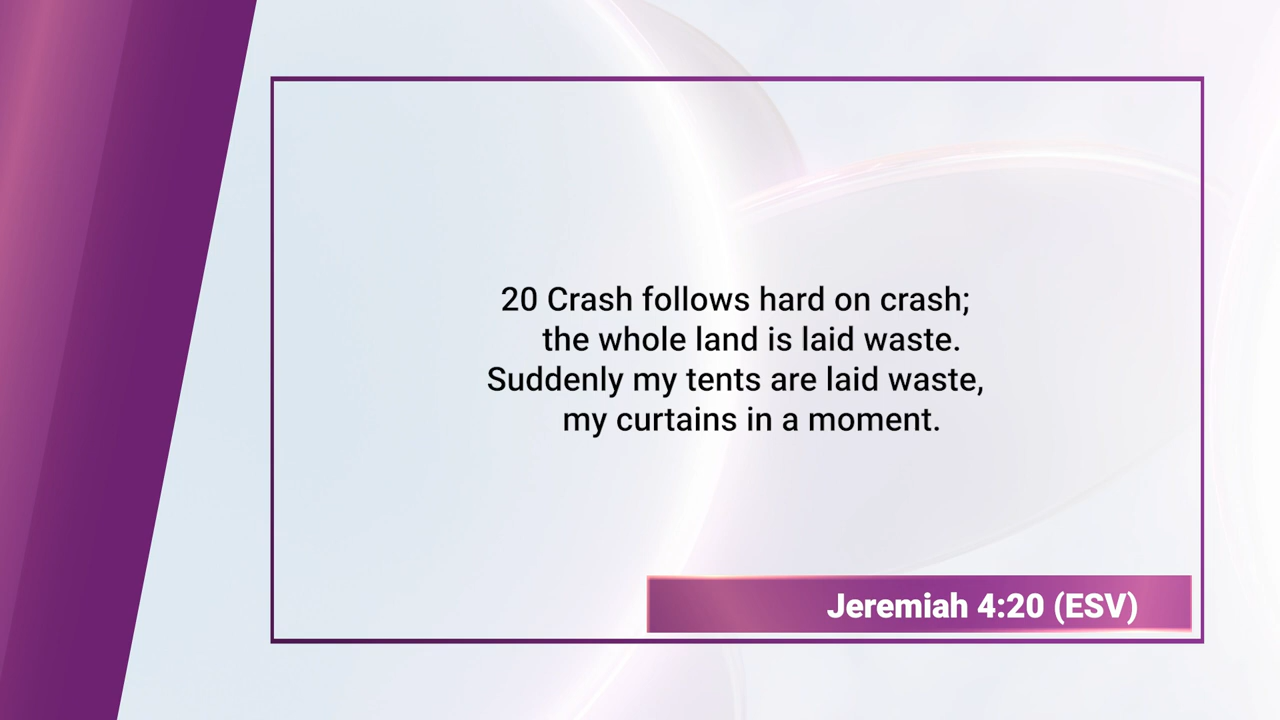 20 Crash follows hard on crash;
the whole land is laid waste.
Suddenly my tents are laid waste,
my curtains in a moment.
Jeremiah 4:20 (ESV)